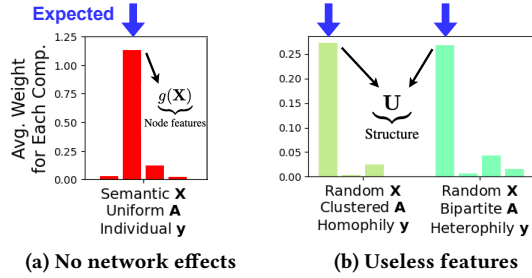 Expected
Avg. Weight
for Each Comp.
1.25
1.00
0.75
0.50
0.25
0.00
g(X)
Node features
Semantic X
Uniform A
Individual y
(a) No network effects
0.25
0.20
0.15
0.10
0.05
0.00
U
Structure
Random X
Clustered A
Homophily y
Random X
Bipartite A
Heterophily y
(b) Useless features